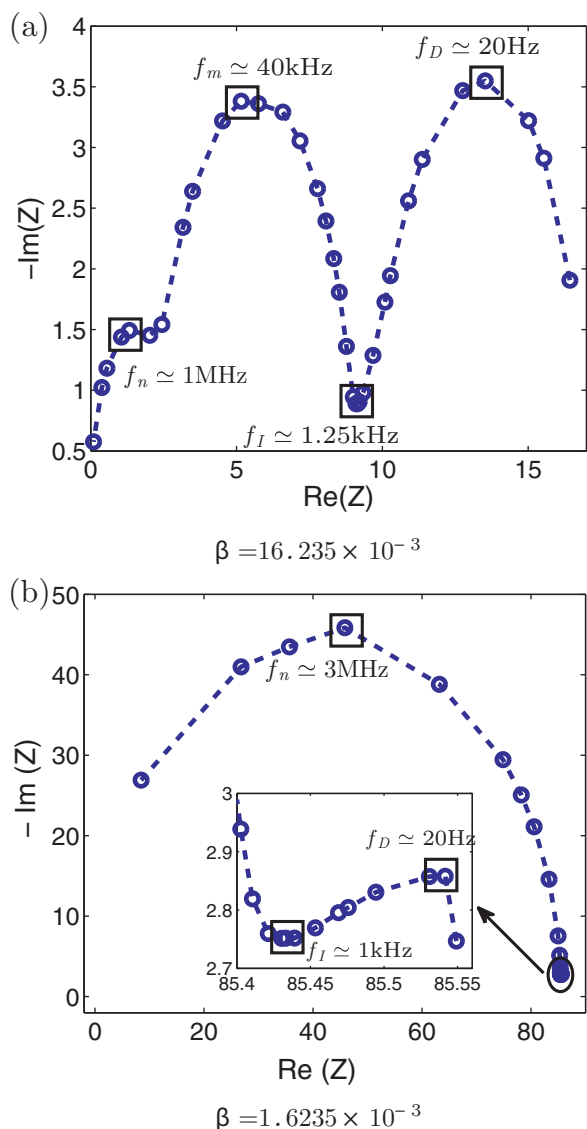 (a)
f_m ≃ 40kHz
f_D ≃ 20Hz
4
3.5
3
2.5
2
1.5
1
0.5
−Im(Z)
f_n ≃ 1MHz
f_I ≃ 1.25kHz
0 5 10 15
Re(Z)
β =16.235 × 10⁻³
(b)
50
40
30
20
10
0
− Im (Z)
f_n ≃ 3MHz
3
2.9
2.8
2.7
f_D ≃ 20Hz
f_I ≃ 1kHz
85.4 85.45 85.5 85.55
0 20 40 60 80
Re (Z)
β =1.6235 × 10⁻³